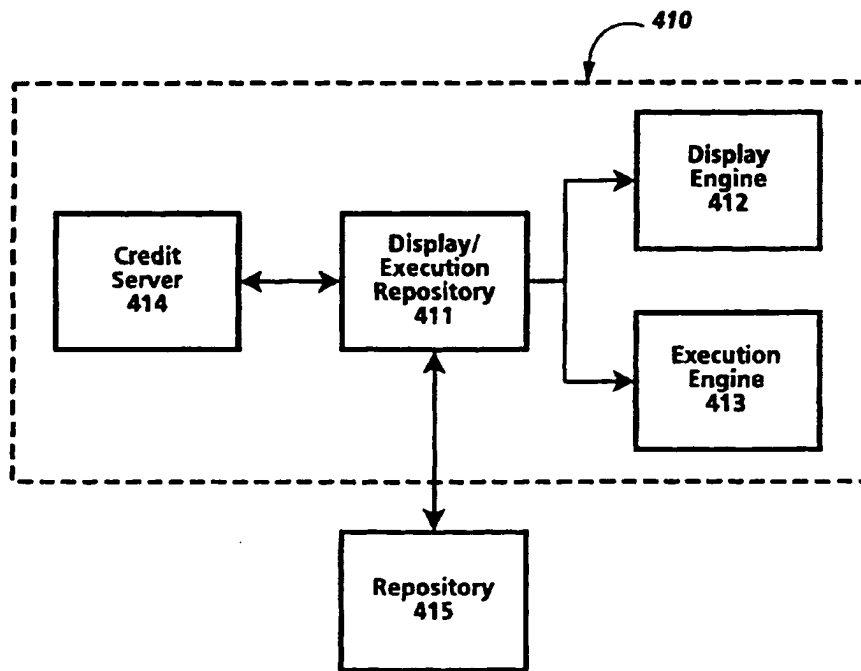 410
Display
Engine
412
Credit
Server
414
Display/
Execution
Repository
411
Execution
Engine
413
Repository
415